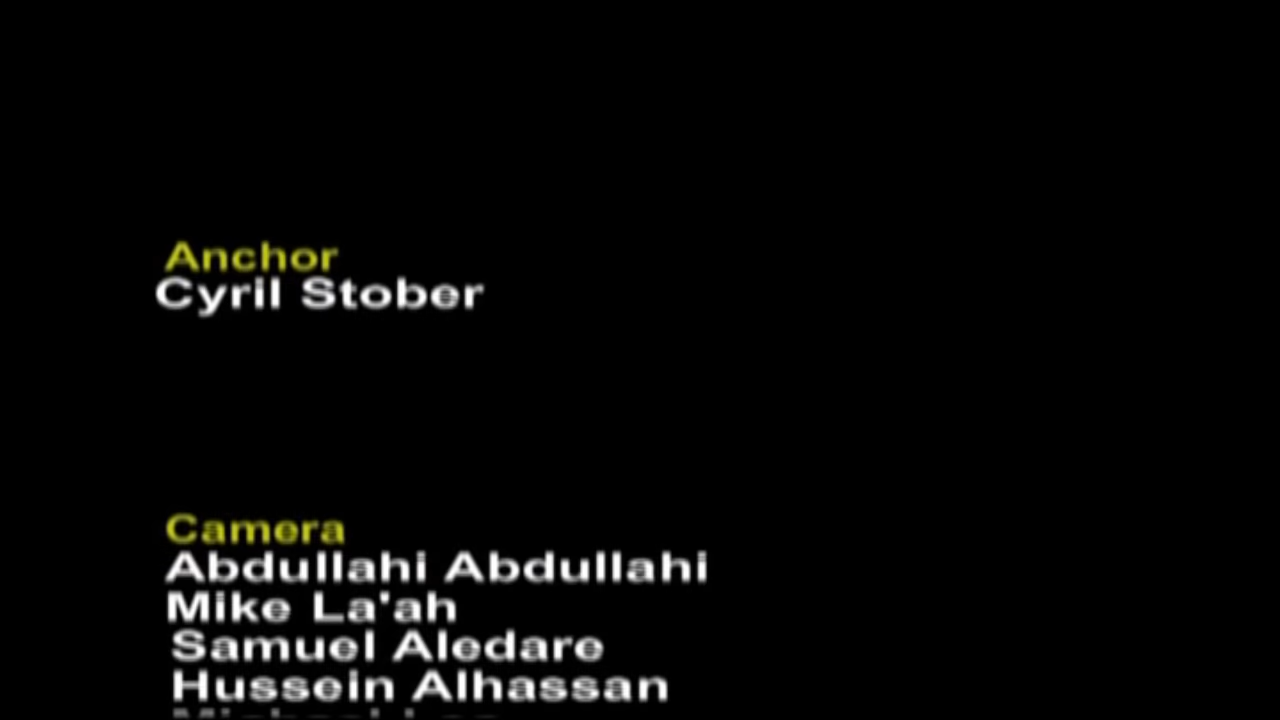 Anchor
Cyril Stober
Camera
Abdullahi Abdullahi
Mike La'ah
Samuel Aledare
Hussein Alhassan